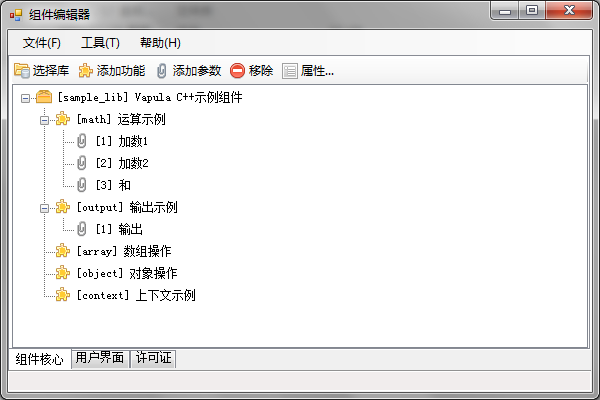 组件编辑器
文件(F) 工具(T) 帮助(H)
选择库 添加功能 添加参数 移除 属性...
[sample_lib] Vapula C++示例组件
[math] 运算示例
[1] 加数1
[2] 加数2
[3] 和
[output] 输出示例
[1] 输出
[array] 数组操作
[object] 对象操作
[context] 上下文示例
组件核心 用户界面 许可证